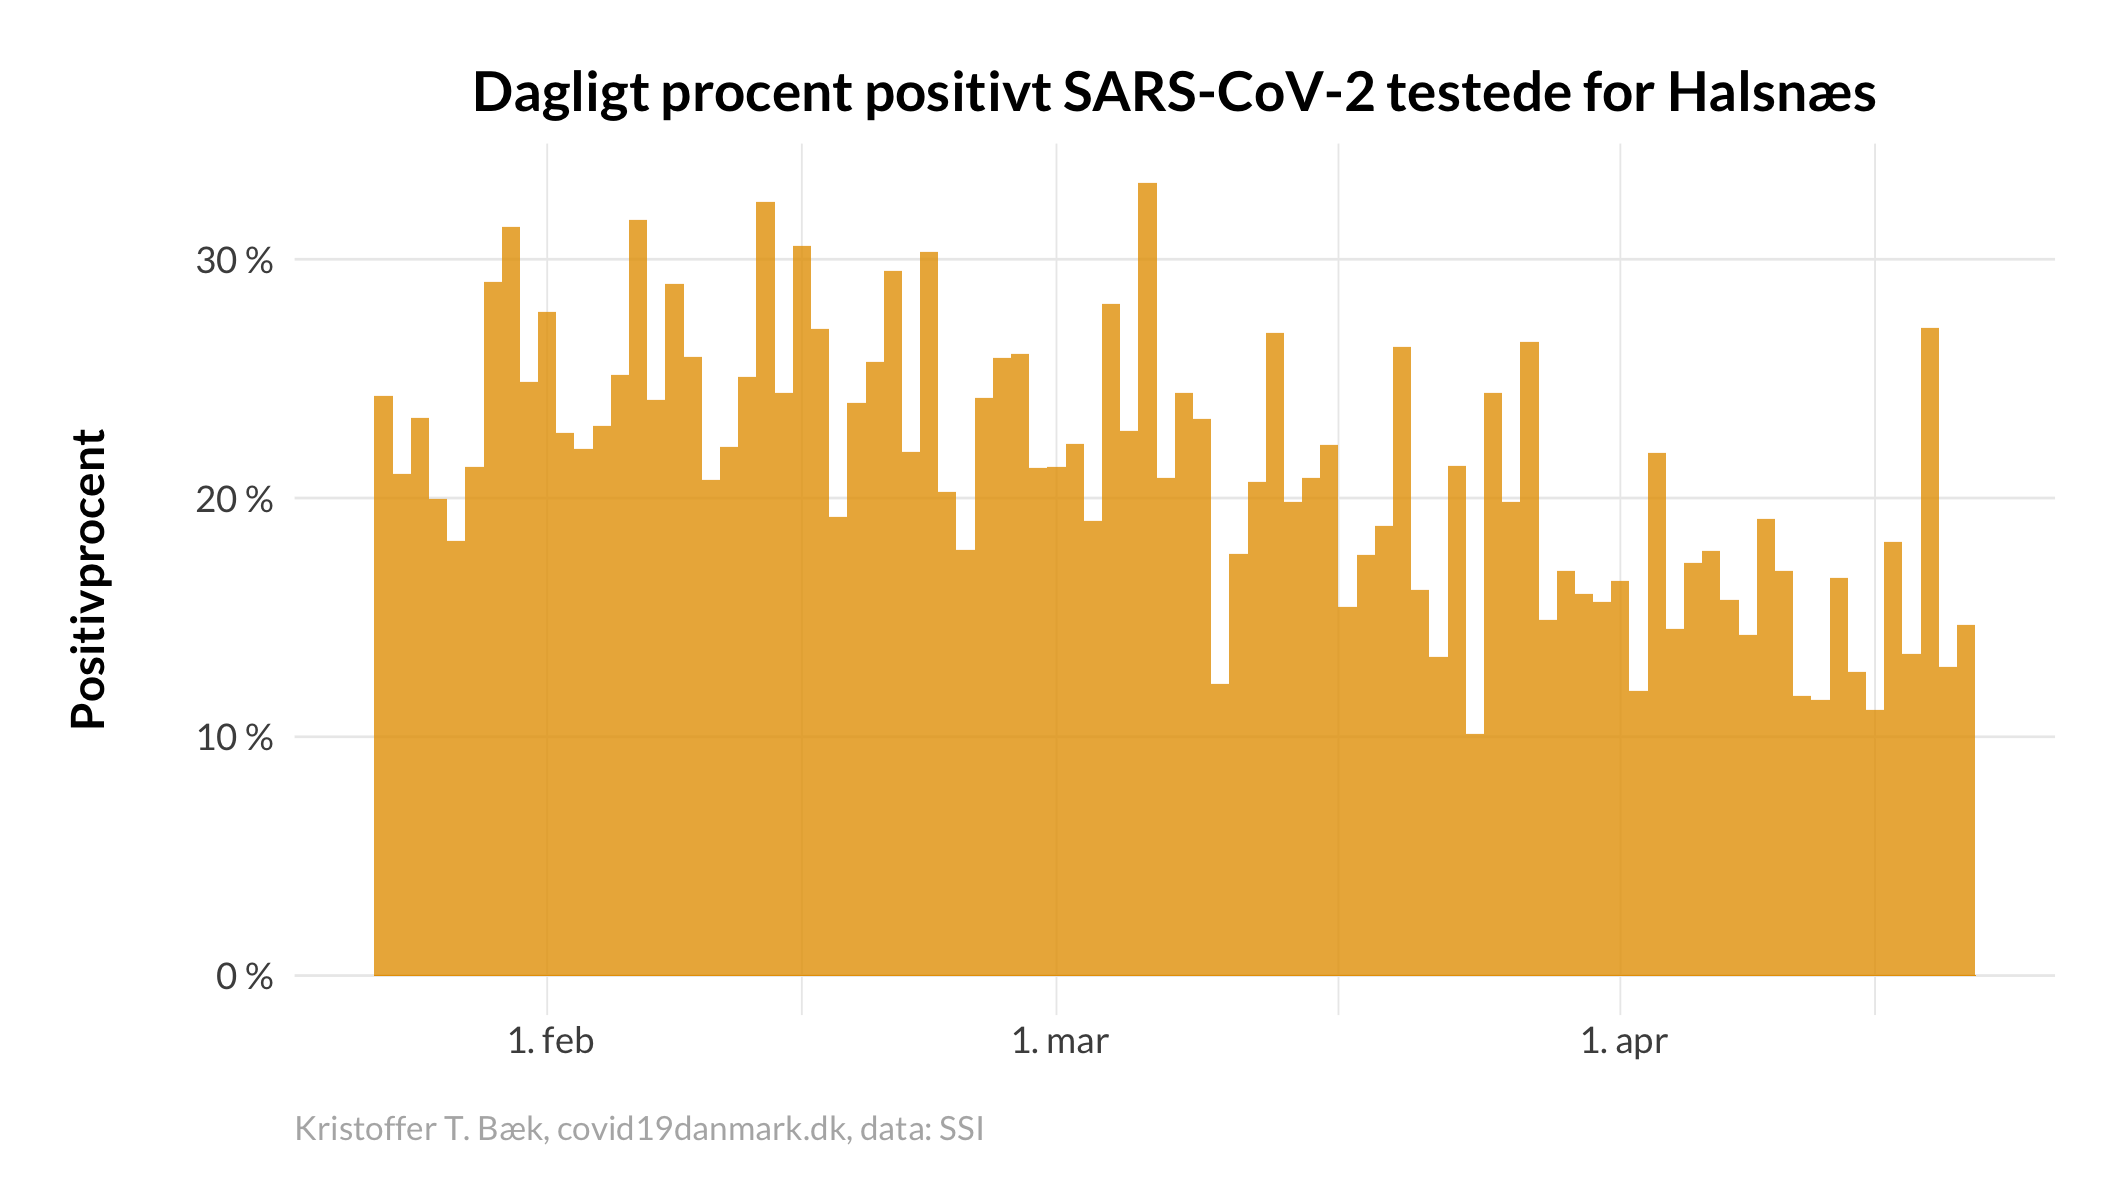 Dagligt procent positivt SARS-CoV-2 testede for Halsnæs
Positivprocent
30 %
20 %
10 %
0 %
1. feb
1. mar
1. apr
Kristoffer T. Bæk, covid19danmark.dk, data: SSI